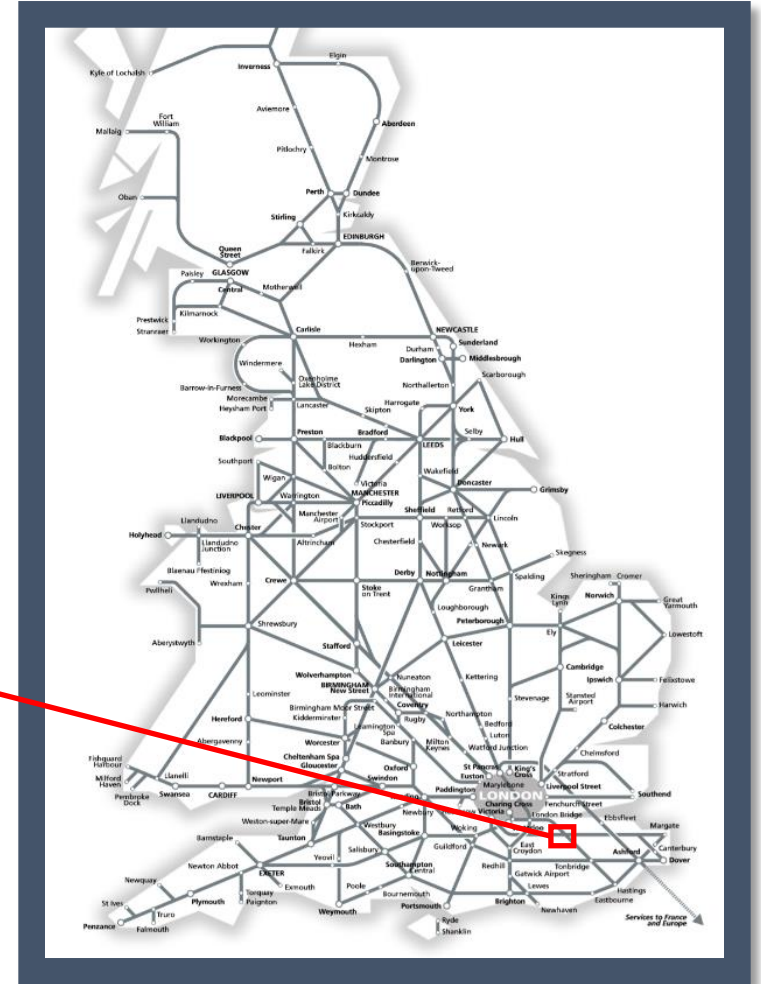 Elgin
Inverness
Kyle of Lochalsh
Aviemore
Fort
William
Mallaig
Aberdeen
Pitlochry
Montrose
Perth
Dundee
Oban
Stirling
Kirkcaldy
EDINBURGH
Queen
Street
Falkirk
Berwick-
upon-Tweed
Paisley
GLASGOW
Central
Motherwell
Prestwick
Kilmarnock
Stranraer
Carlisle
NEWCASTLE
Workington
Hexham
Sunderland
Durham
Darlington
Middlesbrough
Windermere
Scarborough
Oxenholme
Lake District
Barrow-in-Furness
Northallerton
Morecambe
Lancaster
Harrogate
Heysham Port
Skipton
York
Preston
Bradford
Selby
Blackpool
Blackburn
LEEDS
Hull
Huddersfield
Southport
Bolton
Wakefield
Wigan
Victoria
Doncaster
MANCHESTER
LIVERPOOL
Warrington
Piccadilly
Grimsby
Manchester
Airport
Sheffield
Retford
Llandudno
Chester
Stockport
Worksop
Lincoln
Holyhead
Llandudno
Junction
Altrincham
Chesterfield
Newark
Skegness
Blaenau Ffestiniog
Derby
Nottingham
Pwllheli
Wrexham
Crewe
Stoke
on Trent
Grantham
Spalding
Sheringham
Cromer
Kings
Lynn
Norwich
Great
Yarmouth
Loughborough
Peterborough
Shrewsbury
Ely
Lowestoft
Aberystwyth
Stafford
Leicester
Wolverhampton
Cambridge
BIRMINGHAM
New Street
Nuneaton
Kettering
Ipswich
Felixstowe
Birmingham
International
Leominster
Stevenage
Stansted
Airport
Birmingham Moor Street
Coventry
Harwich
Hereford
Kidderminster
Rugby
Northampton
Leamington
Spa
Bedford
Colchester
Abergavenny
Worcester
Banbury
Milton
Keynes
Luton
Watford Junction
Chelmsford
Fishguard
Harbour
Cheltenham Spa
Gloucester
Oxford
St Pancras
King's
Cross
Euston
Stratford
Milford
Haven
Llanelli
Newport
Swindon
Marylebone
Liverpool Street
Pembroke
Dock
Swansea
CARDIFF
Bristol Parkway
Paddington
LONDON
Southend
Bristol
Temple Meads
Bath
Charing Cross
Fenchurch Street
Newbury
Victoria
London Bridge
Ebbsfleet
Weston-super-Mare
Westbury
Basingstoke
Woking
Margate
Barnstaple
Taunton
Salisbury
Guildford
East
Croydon
Canterbury
Yeovil
Ashford
Dover
Newton Abbot
EXETER
Southampton
Central
Redhill
Tonbridge
Gatwick Airport
Newquay
Exmouth
Poole
Lewes
Hastings
Plymouth
Torquay
Paignton
Bournemouth
Eastbourne
St Ives
Weymouth
Portsmouth
Brighton
Newhaven
Truro
Ryde
Services to France
and Europe
Penzance
Falmouth
Shanklin